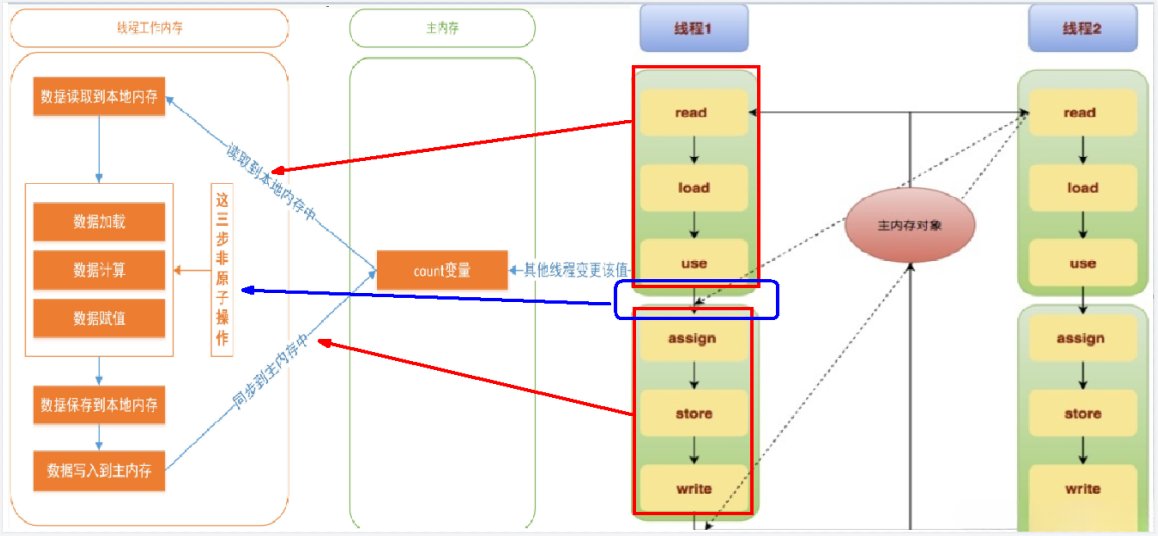 线程工作内存
主内存
线程1
线程2
数据读取到本地内存
读取到本地内存中
数据加载
数据计算
数据赋值
这三步非原子操作
数据保存到本地内存
数据写入到主内存
同步到主内存中
count变量
其他线程变更该值
read
load
use
assign
store
write
主内存对象
read
load
use
assign
store
write